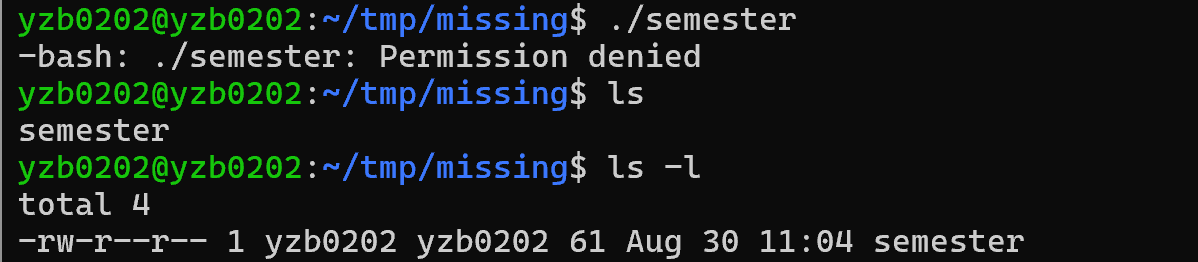 yzb0202@yzb0202:~/tmp/missing$ ./semester
-bash: ./semester: Permission denied
yzb0202@yzb0202:~/tmp/missing$ ls
semester
yzb0202@yzb0202:~/tmp/missing$ ls -l
total 4
-rw-r--r-- 1 yzb0202 yzb0202 61 Aug 30 11:04 semester